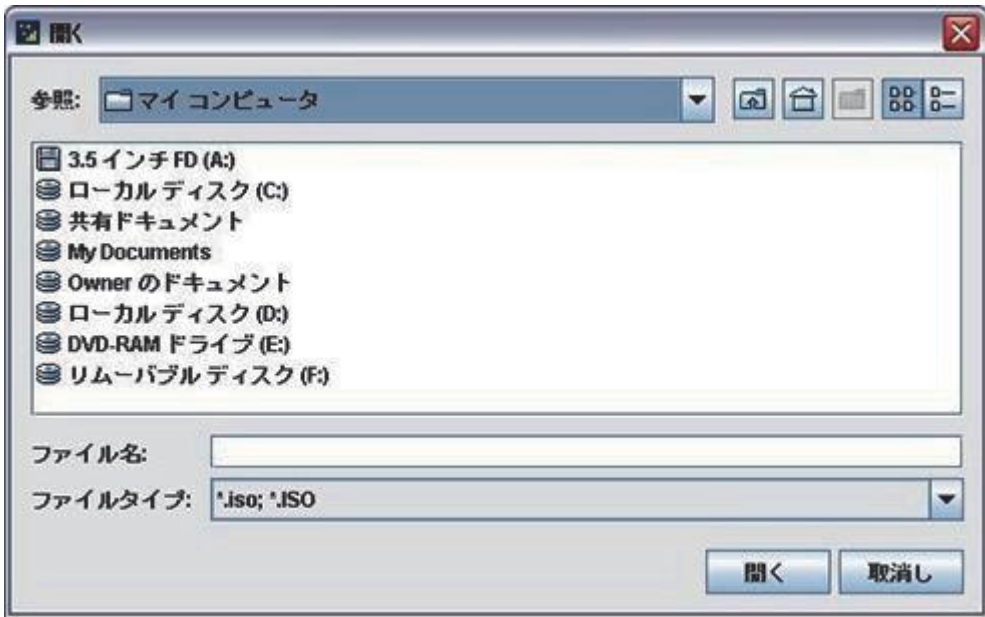 開く
参照: マイ コンピュータ
3.5 インチ FD (A:)
ローカル ディスク (C:)
共有ドキュメント
My Documents
Owner のドキュメント
ローカル ディスク (D:)
DVD-RAM ドライブ (E:)
リムーバブル ディスク (F:)
ファイル名:
ファイルタイプ: *.iso; *.ISO
開く 取消し